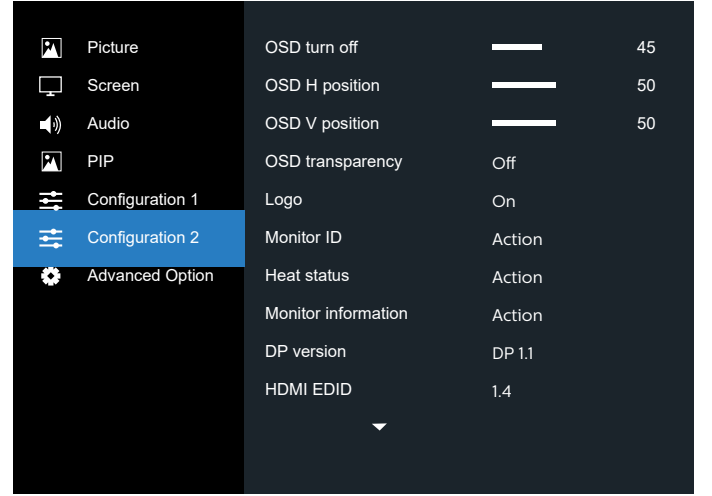 Picture
Screen
Audio
PIP
Configuration 1
Configuration 2
Advanced Option
OSD turn off 45
OSD H position 50
OSD V position 50
OSD transparency Off
Logo On
Monitor ID Action
Heat status Action
Monitor information Action
DP version DP 1.1
HDMI EDID 1.4